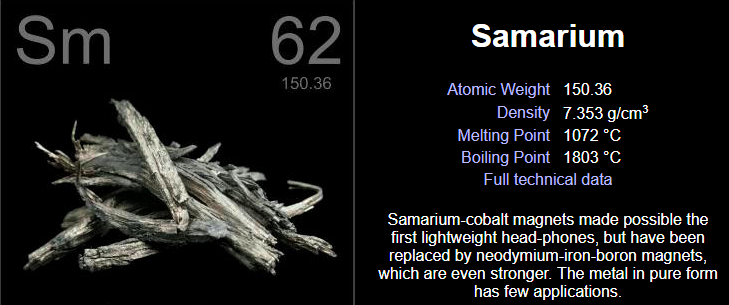 Sm
62
150.36
Samarium
Atomic Weight 150.36
Density 7.353 g/cm³
Melting Point 1072 °C
Boiling Point 1803 °C
Full technical data
Samarium-cobalt magnets made possible the
first lightweight head-phones, but have been
replaced by neodymium-iron-boron magnets,
which are even stronger. The metal in pure form
has few applications.